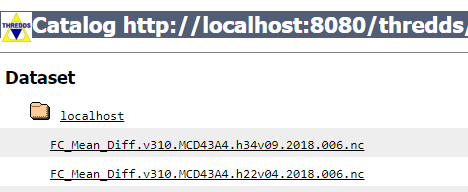 THREDDS Catalog http://localhost:8080/thredds/
Dataset
localhost
FC_Mean_Diff.v310.MCD43A4.h34v09.2018.006.nc
FC_Mean_Diff.v310.MCD43A4.h22v04.2018.006.nc